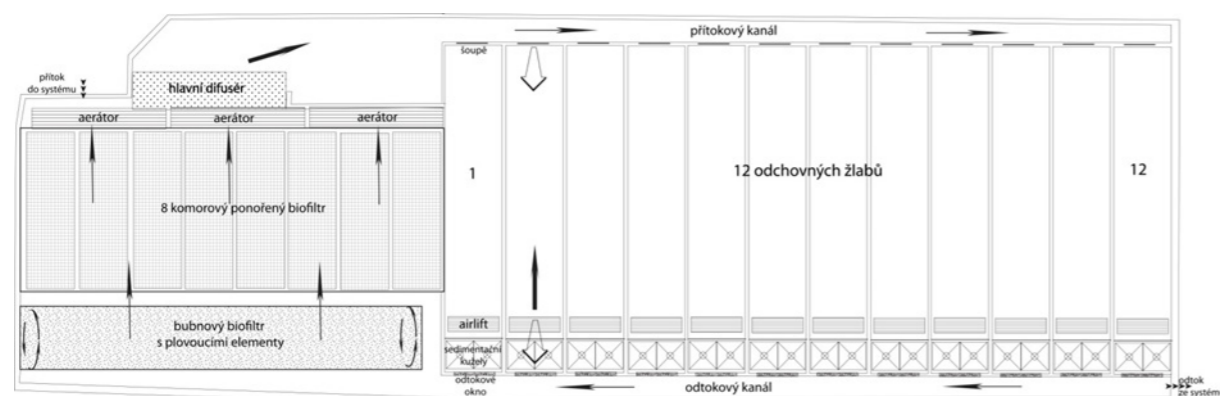 přítokový kanál
šoupě
přítok
do systému
hlavní difusér
aerátor
aerátor
aerátor
1
12 odchovných žlabů
12
8 komorový ponořený biofiltr
airlift
bubnový biofiltr
s plovoucími elementy
sedimentační
kužely
odtokové
okno
odtokový kanál
odtok
ze systém